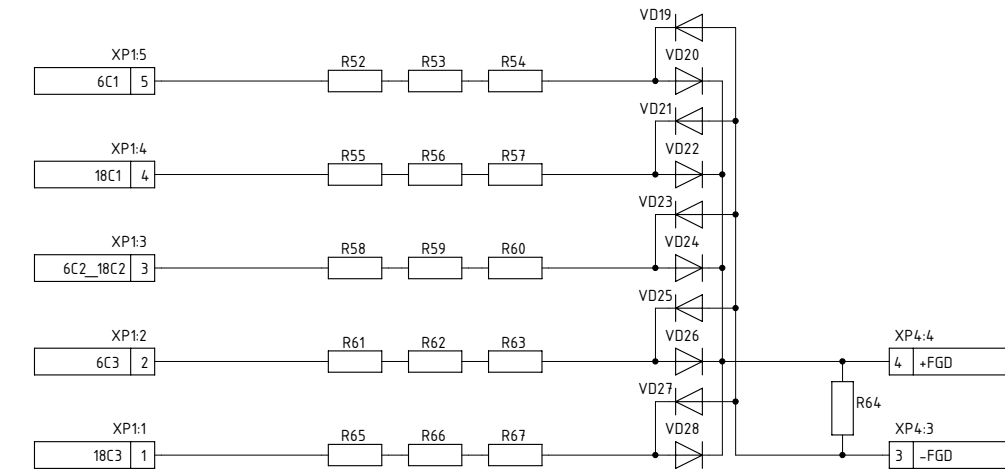 VD19
XP1:5
R52 R53 R54 VD20
6C1 5
VD21
XP1:4
R55 R56 R57 VD22
18C1 4
VD23
XP1:3
R58 R59 R60 VD24
6C2_18C2 3
VD25
XP1:2
R61 R62 R63 VD26 XP4:4
6C3 2 4 +FGD
VD27
R64
XP1:1
R65 R66 R67 VD28 XP4:3
18C3 1 3 -FGD